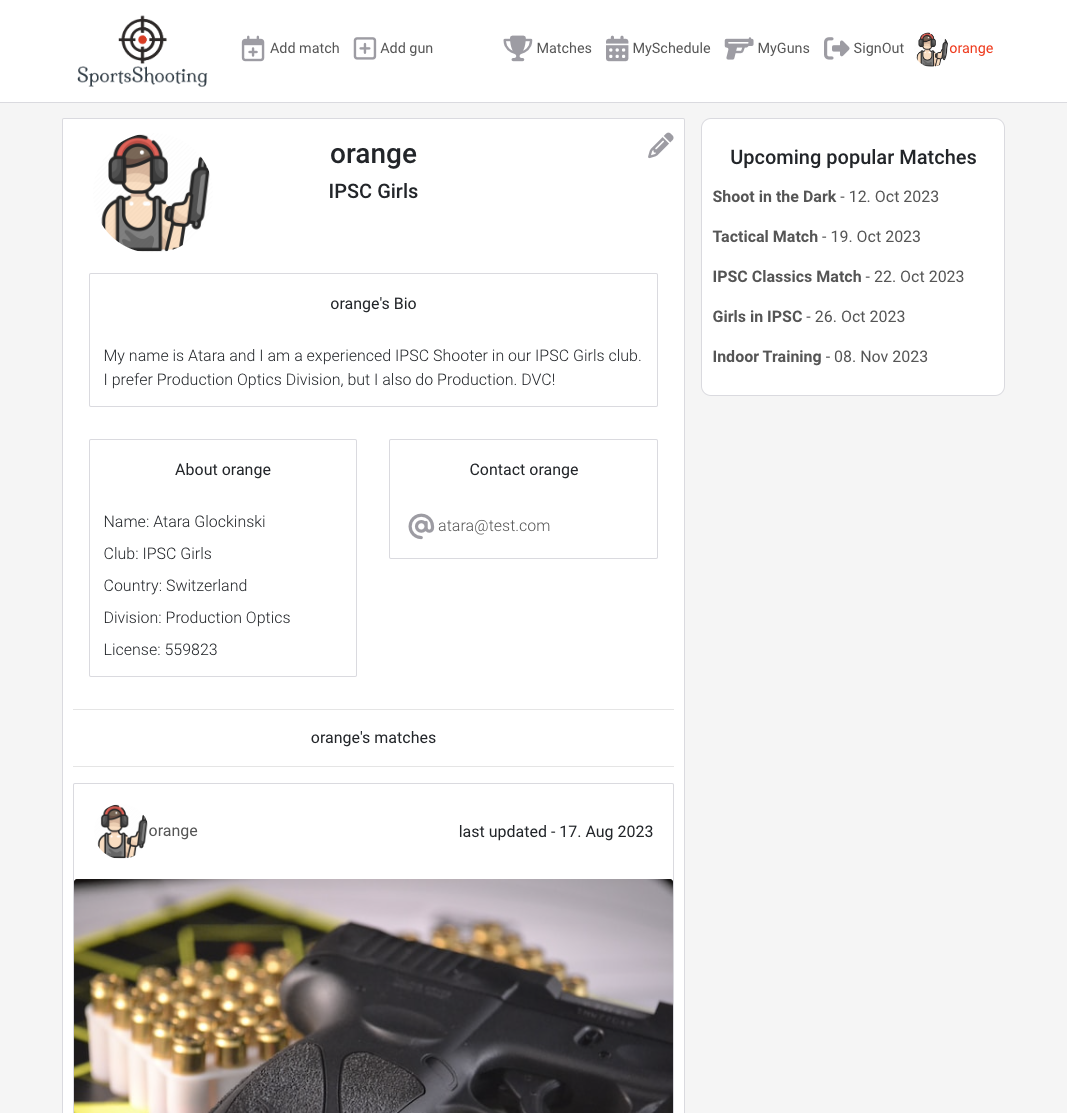 SportsShooting
Add match
Add gun
Matches
MySchedule
MyGuns
SignOut
orange
orange
IPSC Girls
orange's Bio
My name is Atara and I am a experienced IPSC Shooter in our IPSC Girls club.
I prefer Production Optics Division, but I also do Production. DVC!
About orange
Name: Atara Glockinski
Club: IPSC Girls
Country: Switzerland
Division: Production Optics
License: 559823
Contact orange
atara@test.com
orange's matches
orange
last updated - 17. Aug 2023
Upcoming popular Matches
Shoot in the Dark - 12. Oct 2023
Tactical Match - 19. Oct 2023
IPSC Classics Match - 22. Oct 2023
Girls in IPSC - 26. Oct 2023
Indoor Training - 08. Nov 2023